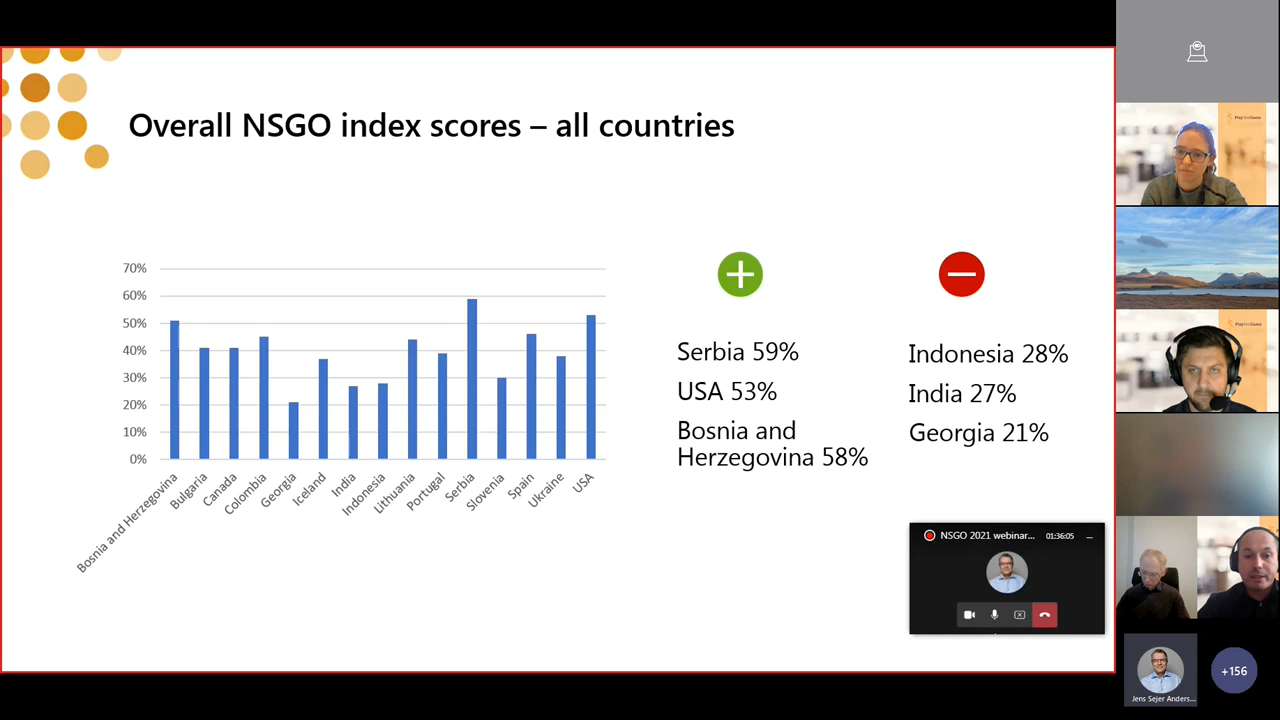 Overall NSGO index scores – all countries
70%
60%
50%
40%
30%
20%
10%
0%
Bosnia and Herzegovina
Bulgaria
Canada
Colombia
Georgia
Iceland
India
Indonesia
Lithuania
Portugal
Serbia
Slovenia
Spain
Ukraine
USA
Serbia 59%
USA 53%
Bosnia and
Herzegovina 58%
Indonesia 28%
India 27%
Georgia 21%
NSGO 2021 webinar... 01:36:05
PlaytheGame
PlaytheGame
Jens Sejer Anders...
+156